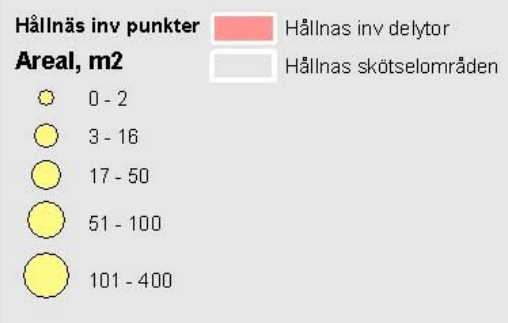 Hållnäs inv punkter
Areal, m2
0 - 2
3 - 16
17 - 50
51 - 100
101 - 400
Hållnas inv delytor
Hållnas skötselområden